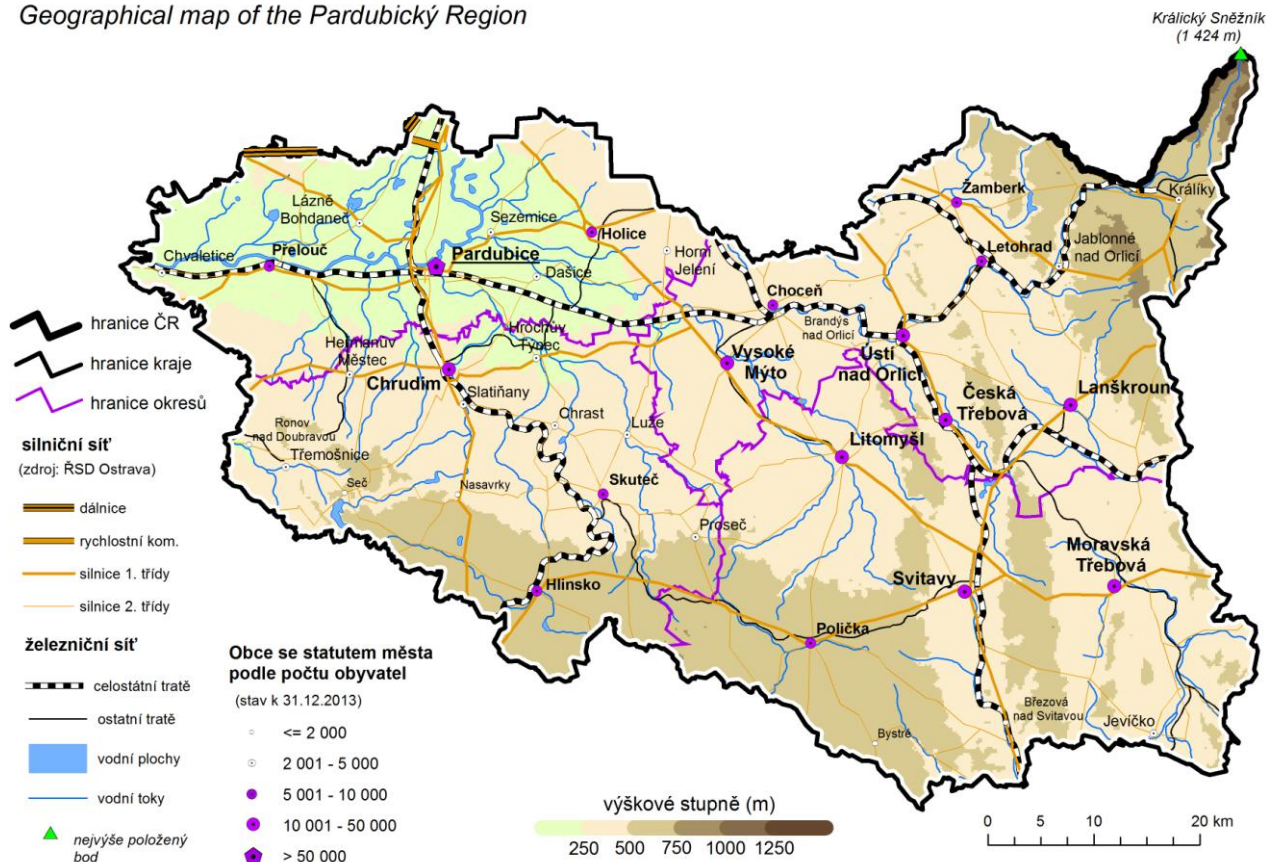 Geographical map of the Pardubický Region
Králický Sněžník
(1 424 m)
Žamberk
Králíky
Lázně
Bohdaneč
Sezemice
Holice
Letohrad
Jablonné
nad Orlicí
Chvaletice
Přelouč
Pardubice
Dašice
Horní
Jelení
Choceň
Brandýs
nad Orlicí
Heřmanův
Městec
Hrochův
Týnec
Vysoké
Mýto
Ústí
nad Orlicí
Chrudim
Slatiňany
Česká
Třebová
Lanškroun
Ronov
nad Doubravou
Chrast
Luže
Litomyšl
Třemošnice
Seč
Nasavrky
Skuteč
Proseč
Moravská
Třebová
Hlinsko
Svitavy
Polička
Březová
nad Svitavou
Jevíčko
Bystré
hranice ČR
hranice kraje
hranice okresů
silniční síť
(zdroj: ŘSD Ostrava)
dálnice
rychlostní kom.
silnice 1. třídy
silnice 2. třídy
železniční síť
celostátní tratě
ostatní tratě
vodní plochy
vodní toky
nejvýše položený
bod
Obce se statutem města
podle počtu obyvatel
(stav k 31.12.2013)
<= 2 000
2 001 - 5 000
5 001 - 10 000
10 001 - 50 000
> 50 000
výškové stupně (m)
250 500 750 1000 1250
0 5 10 20 km